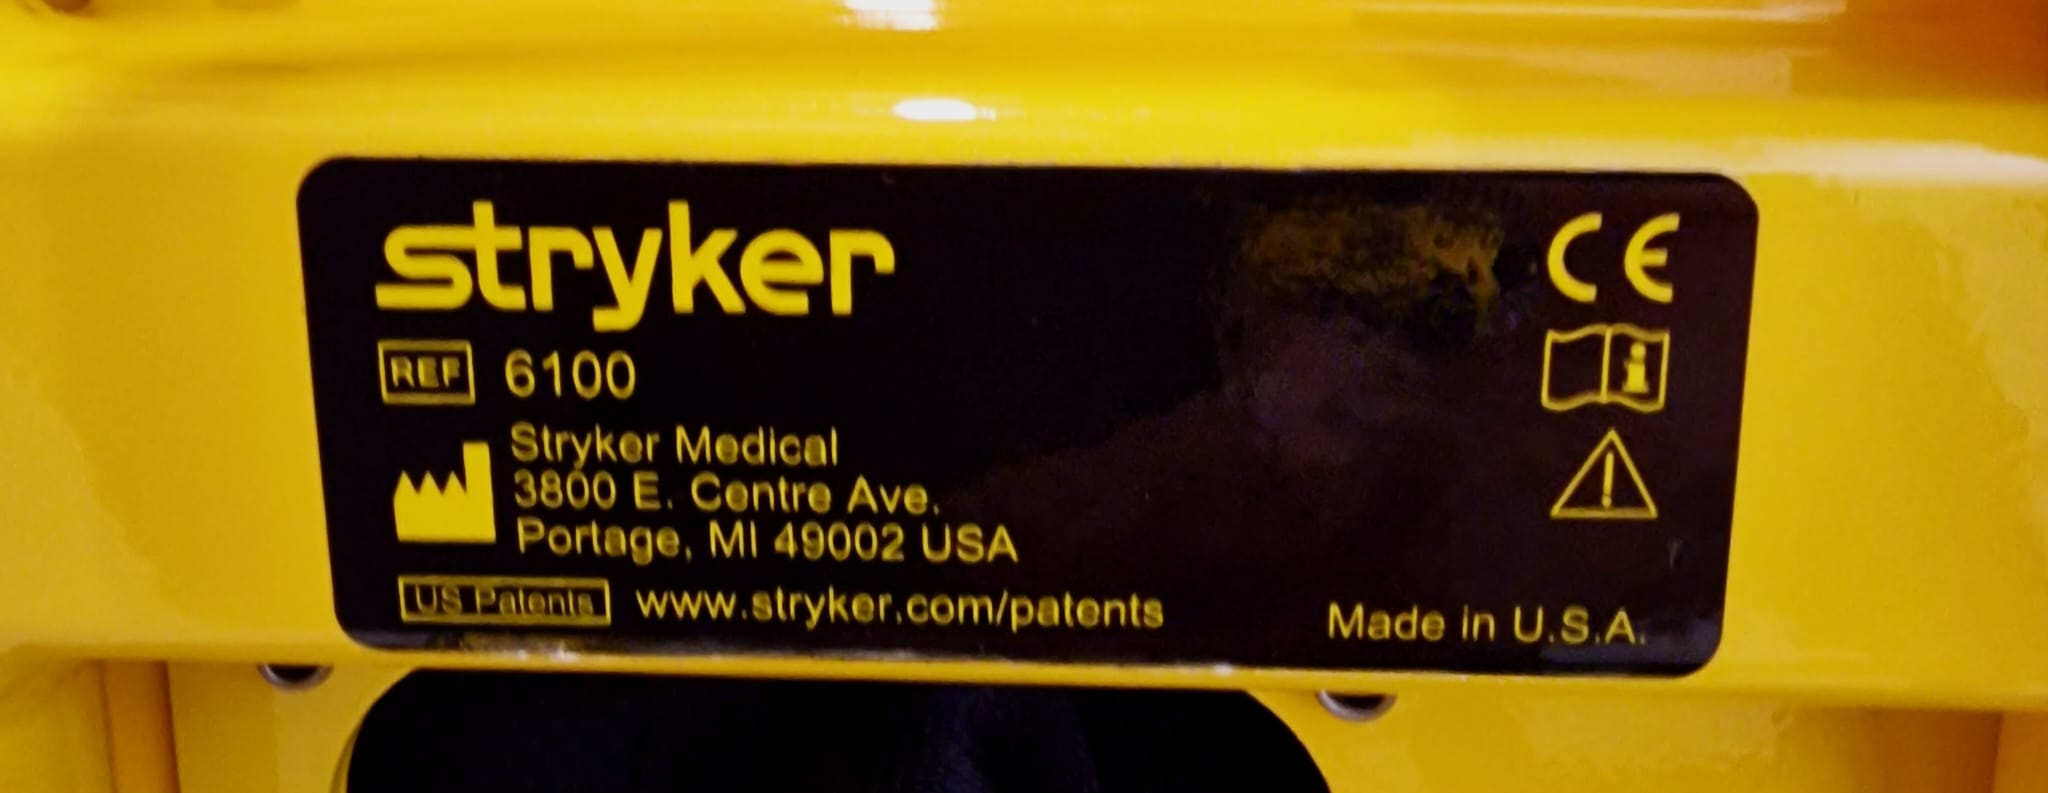 stryker
CE
REF 6100
Stryker Medical
3800 E. Centre Ave.
Portage, MI 49002 USA
US Patents www.stryker.com/patents
Made in U.S.A.